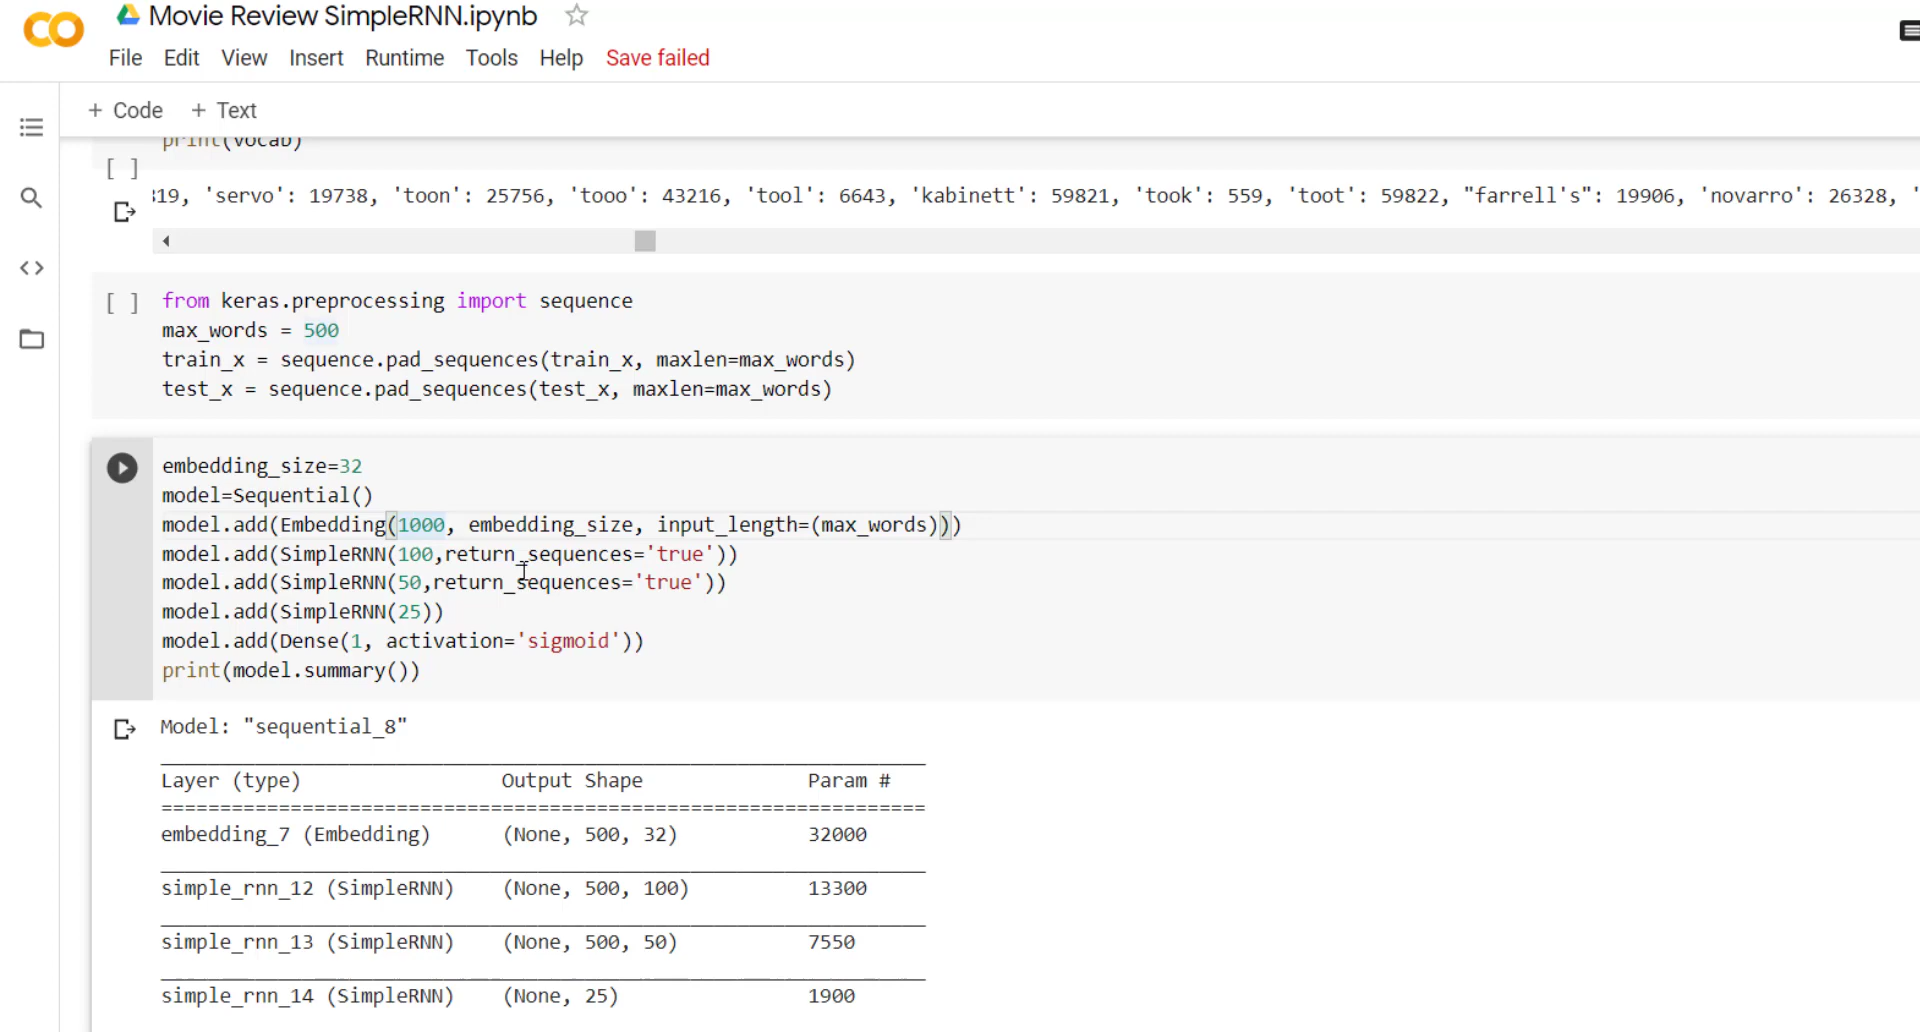 Movie Review SimpleRNN.ipynb
File Edit View Insert Runtime Tools Help Save failed
+ Code + Text
print(vocab)
[ ]
319, 'servo': 19738, 'toon': 25756, 'tooo': 43216, 'tool': 6643, 'kabinett': 59821, 'took': 559, 'toot': 59822, "farrell's": 19906, 'novarro': 26328, '
[ ] from keras.preprocessing import sequence
max_words = 500
train_x = sequence.pad_sequences(train_x, maxlen=max_words)
test_x = sequence.pad_sequences(test_x, maxlen=max_words)
embedding_size=32
model=Sequential()
model.add(Embedding(1000, embedding_size, input_length=(max_words)))
model.add(SimpleRNN(100,return_sequences='true'))
model.add(SimpleRNN(50,return_sequences='true'))
model.add(SimpleRNN(25))
model.add(Dense(1, activation='sigmoid'))
print(model.summary())
Model: "sequential_8"
Layer (type) Output Shape Param #
=================================================================
embedding_7 (Embedding) (None, 500, 32) 32000
simple_rnn_12 (SimpleRNN) (None, 500, 100) 13300
simple_rnn_13 (SimpleRNN) (None, 500, 50) 7550
simple_rnn_14 (SimpleRNN) (None, 25) 1900